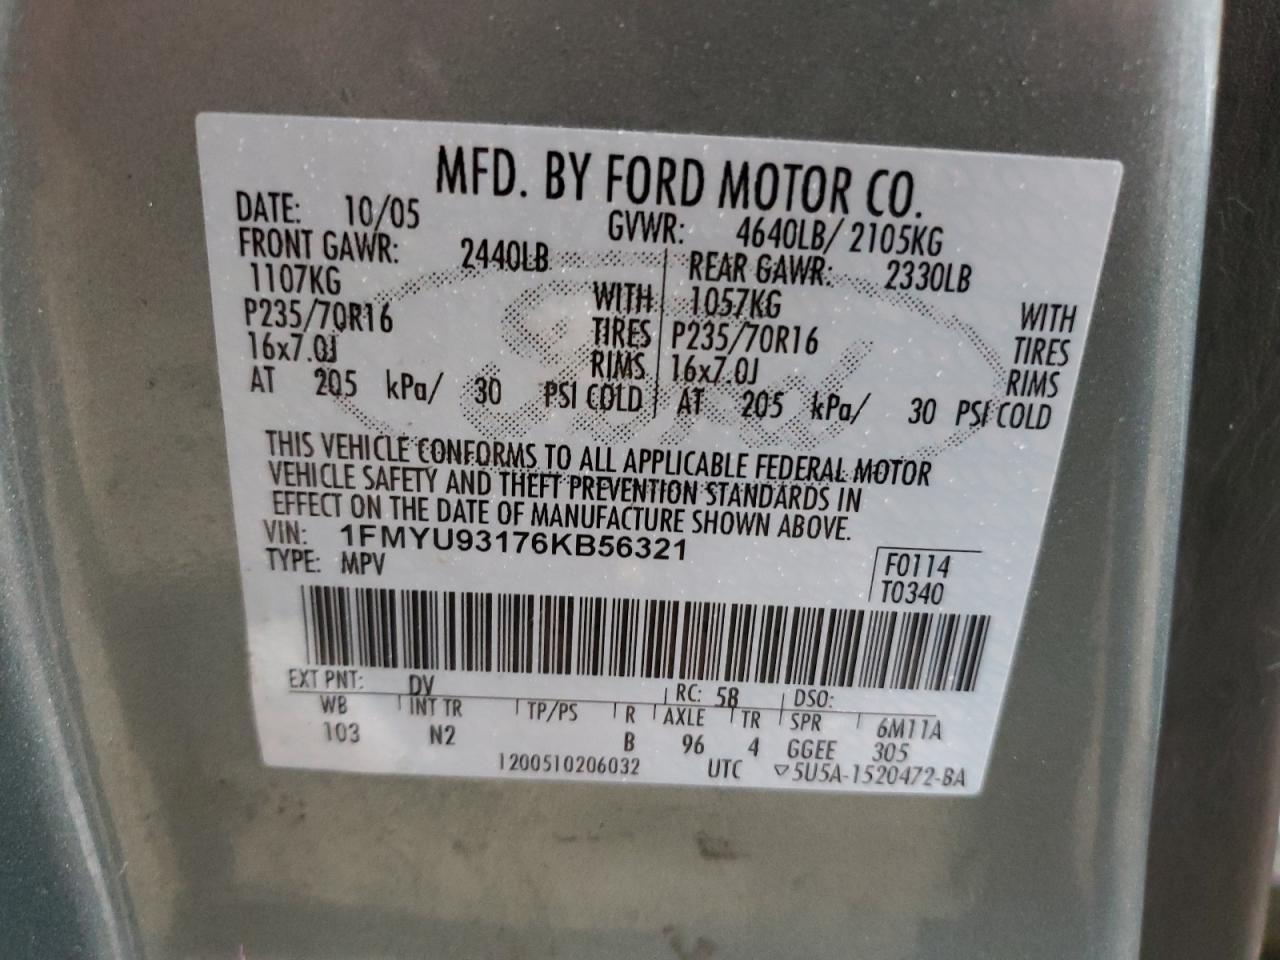 MFD. BY FORD MOTOR CO.
DATE: 10/05 GVWR: 4640LB/ 2105KG
FRONT GAWR: 2440LB REAR GAWR: 2330LB
1107KG WITH 1057KG WITH
P235/70R16 TIRES P235/70R16 TIRES
16x7.0J RIMS 16x7.0J RIMS
AT 205 kPa/ 30 PSI COLD AT 205 kPa/ 30 PSI COLD
THIS VEHICLE CONFORMS TO ALL APPLICABLE FEDERAL MOTOR
VEHICLE SAFETY AND THEFT PREVENTION STANDARDS IN
EFFECT ON THE DATE OF MANUFACTURE SHOWN ABOVE.
VIN: 1FMYU93176KB56321
TYPE: MPV F0114
T0340
EXT PNT: DV RC: 58 DSO:
WB INT TR TP/PS R AXLE TR SPR 6M11A
103 N2 B 96 4 GGEE 305
1200510206032 UTC ▽5U5A-1520472-BA